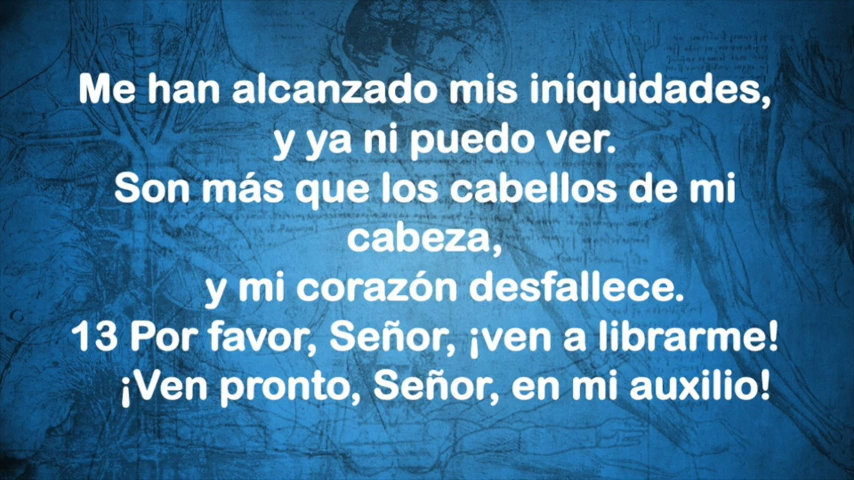 Me han alcanzado mis iniquidades,
y ya ni puedo ver.
Son más que los cabellos de mi
cabeza,
y mi corazón desfallece.
13 Por favor, Señor, ¡ven a librarme!
¡Ven pronto, Señor, en mi auxilio!